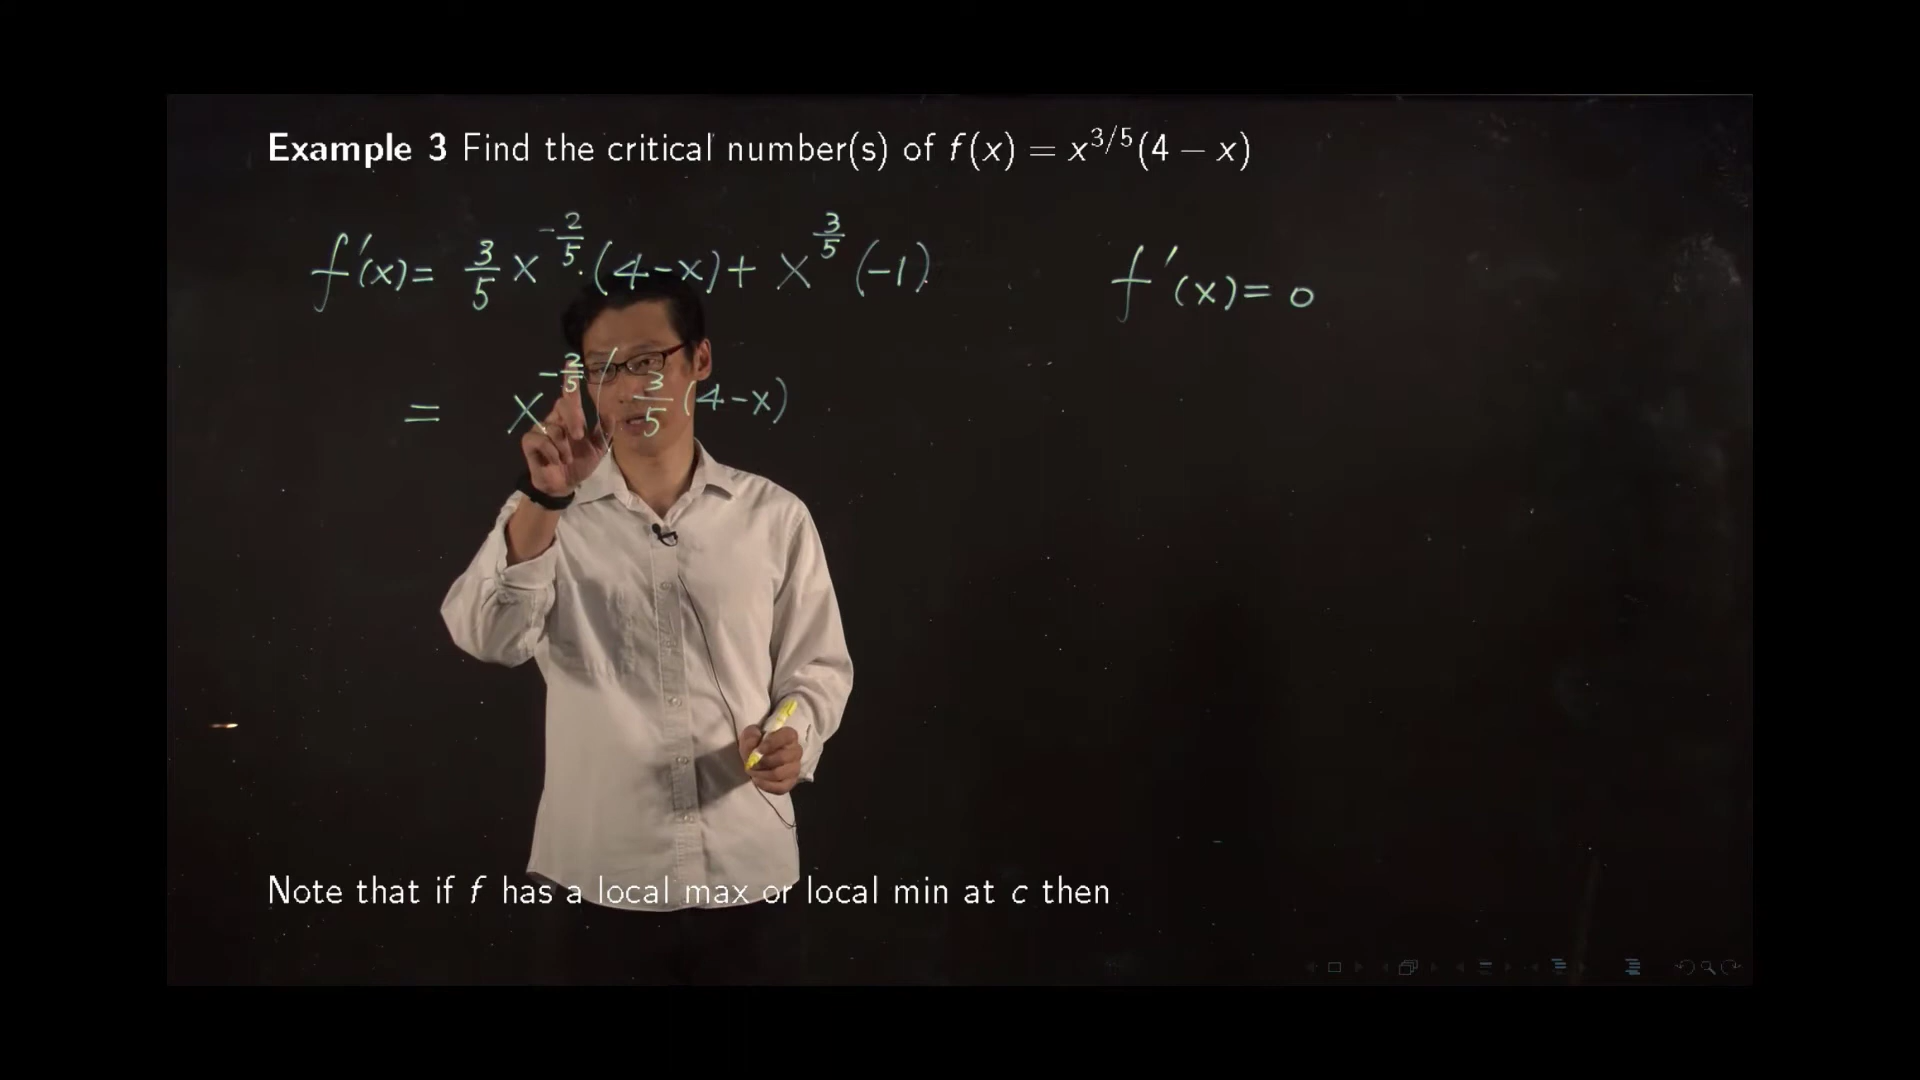 Example 3 Find the critical number(s) of f(x) = x^{3/5}(4 − x)
f'(x) = 3/5 x^{-2/5} · (4-x) + x^{3/5} (-1)
f'(x) = 0
= x^{-2/5} ( 3/5 (4-x)
Note that if f has a local max or local min at c then